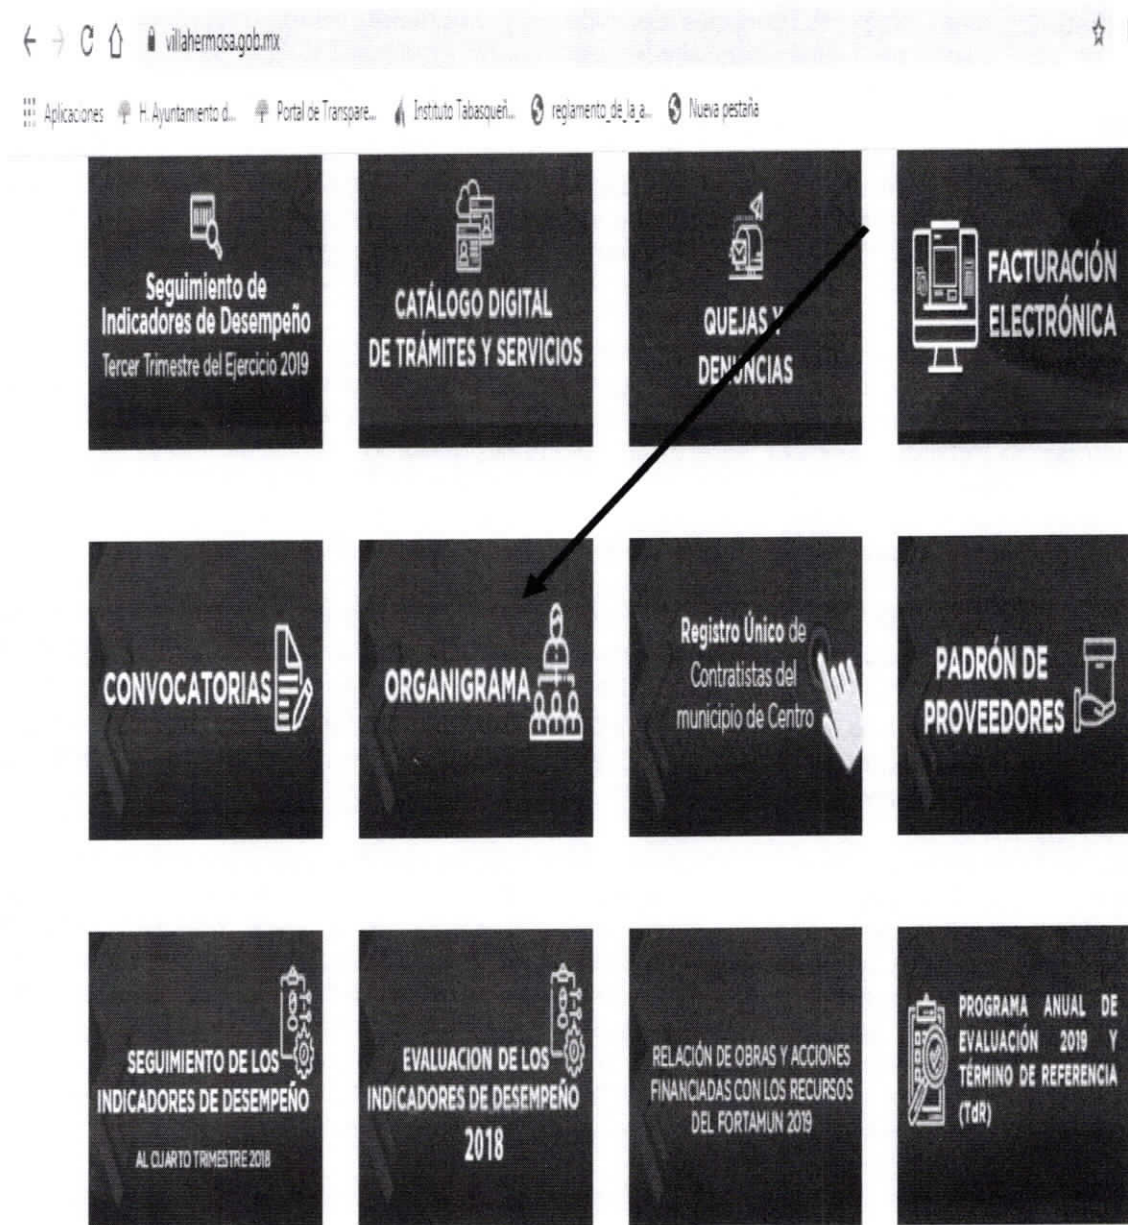 villahermosa.gob.mx
Aplicaciones H. Ayuntamiento d... Portal de Transpare... Instituto Tabasqueñ... reglamento_de_la_a... Nueva pestaña
Seguimiento de
Indicadores de Desempeño
Tercer Trimestre del Ejercicio 2019
CATÁLOGO DIGITAL
DE TRÁMITES Y SERVICIOS
QUEJAS Y
DENUNCIAS
FACTURACIÓN
ELECTRÓNICA
CONVOCATORIAS
ORGANIGRAMA
Registro Único de
Contratistas del
municipio de Centro
PADRÓN DE
PROVEEDORES
SEGUIMIENTO DE LOS
INDICADORES DE DESEMPEÑO
AL CUARTO TRIMESTRE 2018
EVALUACION DE LOS
INDICADORES DE DESEMPEÑO
2018
RELACIÓN DE OBRAS Y ACCIONES
FINANCIADAS CON LOS RECURSOS
DEL FORTAMUN 2019
PROGRAMA ANUAL DE
EVALUACIÓN 2019 Y
TÉRMINO DE REFERENCIA
(TdR)